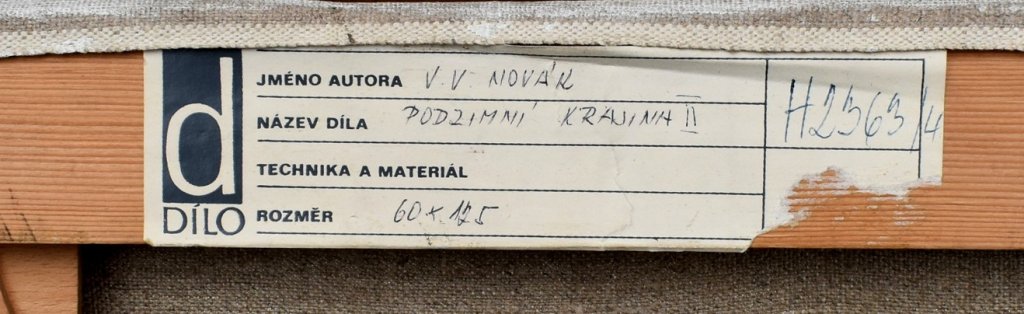 d
DÍLO
JMÉNO AUTORA V.V. NOVÁK
NÁZEV DÍLA PODZIMNÍ KRAJINA II
TECHNIKA A MATERIÁL
ROZMĚR 60 x 125
H2363/4